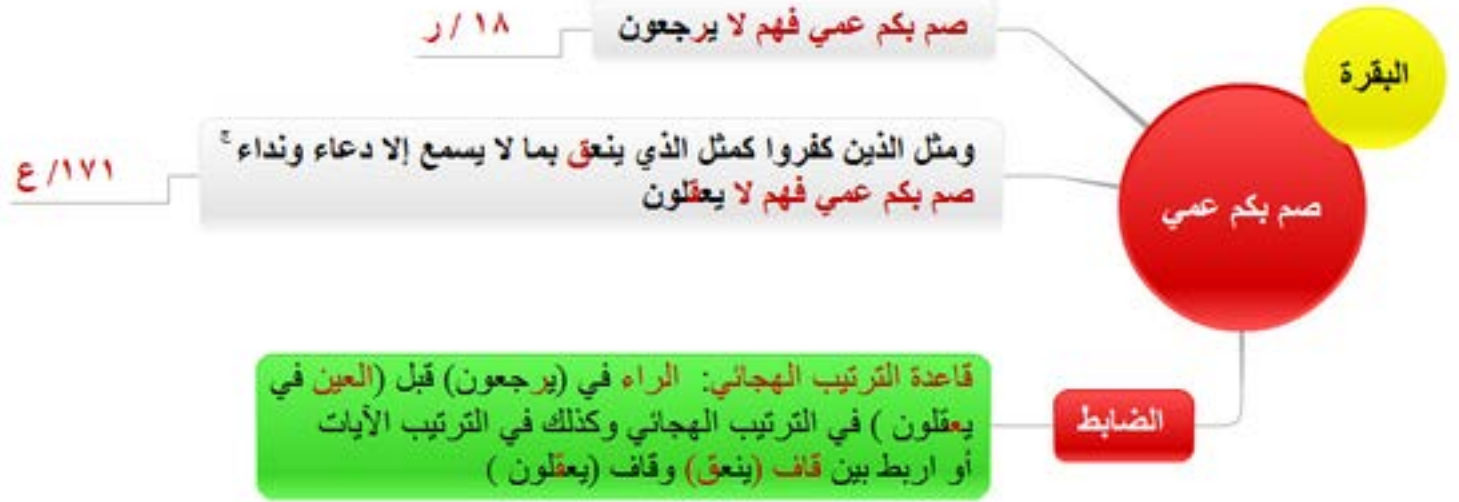 البقرة
صم بكم عمي
صم بكم عمي فهم لا يرجعون
١٨ / ر
ومثل الذين كفروا كمثل الذي ينعق بما لا يسمع إلا دعاء ونداء ۚ
صم بكم عمي فهم لا يعقلون
١٧١/ ع
الضابط
قاعدة الترتيب الهجائي: الراء في (يرجعون) قبل (العين في
يعقلون ) في الترتيب الهجائي وكذلك في الترتيب الآيات
أو اربط بين قاف (ينعق) وقاف (يعقلون )